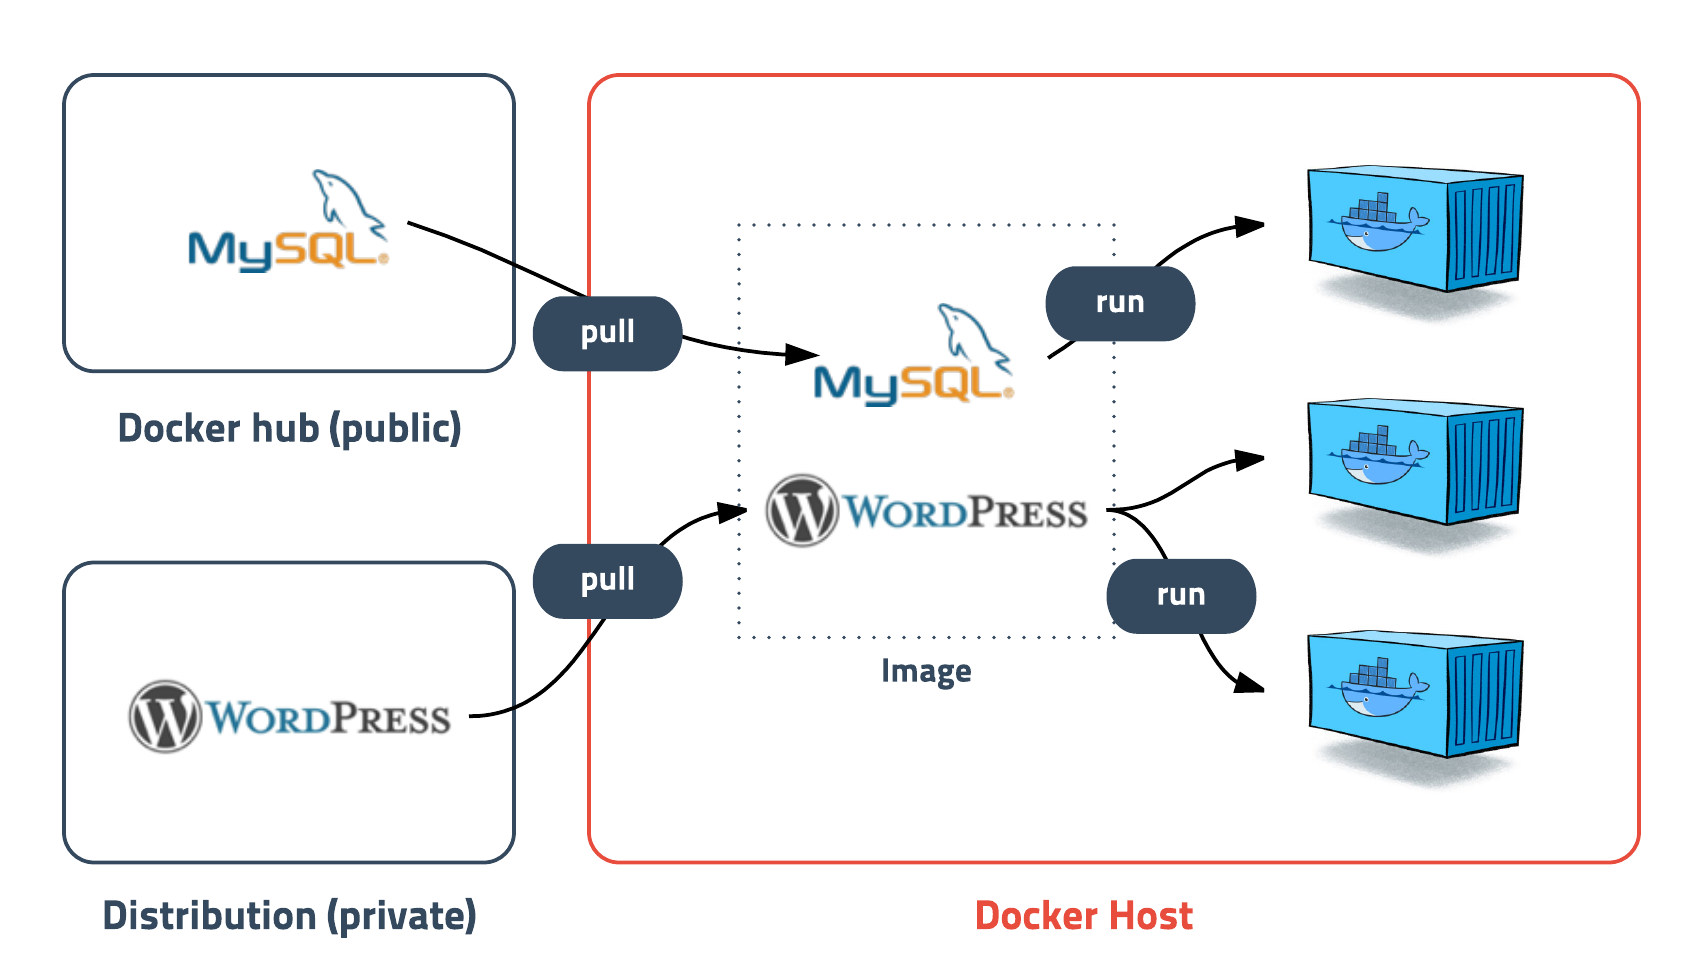 MySQL®
Docker hub (public)
pull
MySQL®
run
WORDPRESS
Image
pull
run
WORDPRESS
Distribution (private)
Docker Host